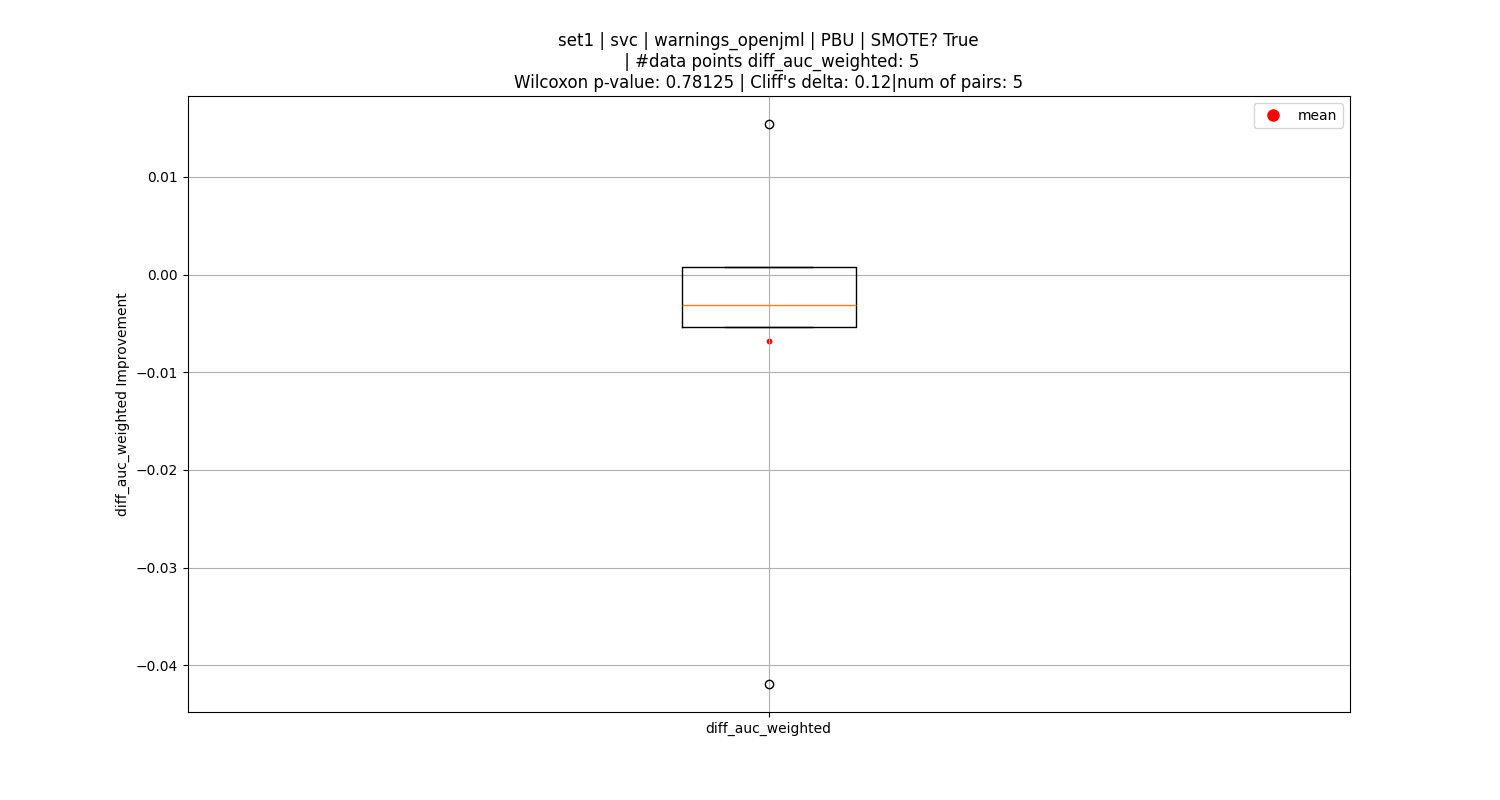 set1 | svc | warnings_openjml | PBU | SMOTE? True
| #data points diff_auc_weighted: 5
Wilcoxon p-value: 0.78125 | Cliff's delta: 0.12|num of pairs: 5
mean
0.01
0.00
−0.01
−0.02
−0.03
−0.04
diff_auc_weighted Improvement
diff_auc_weighted